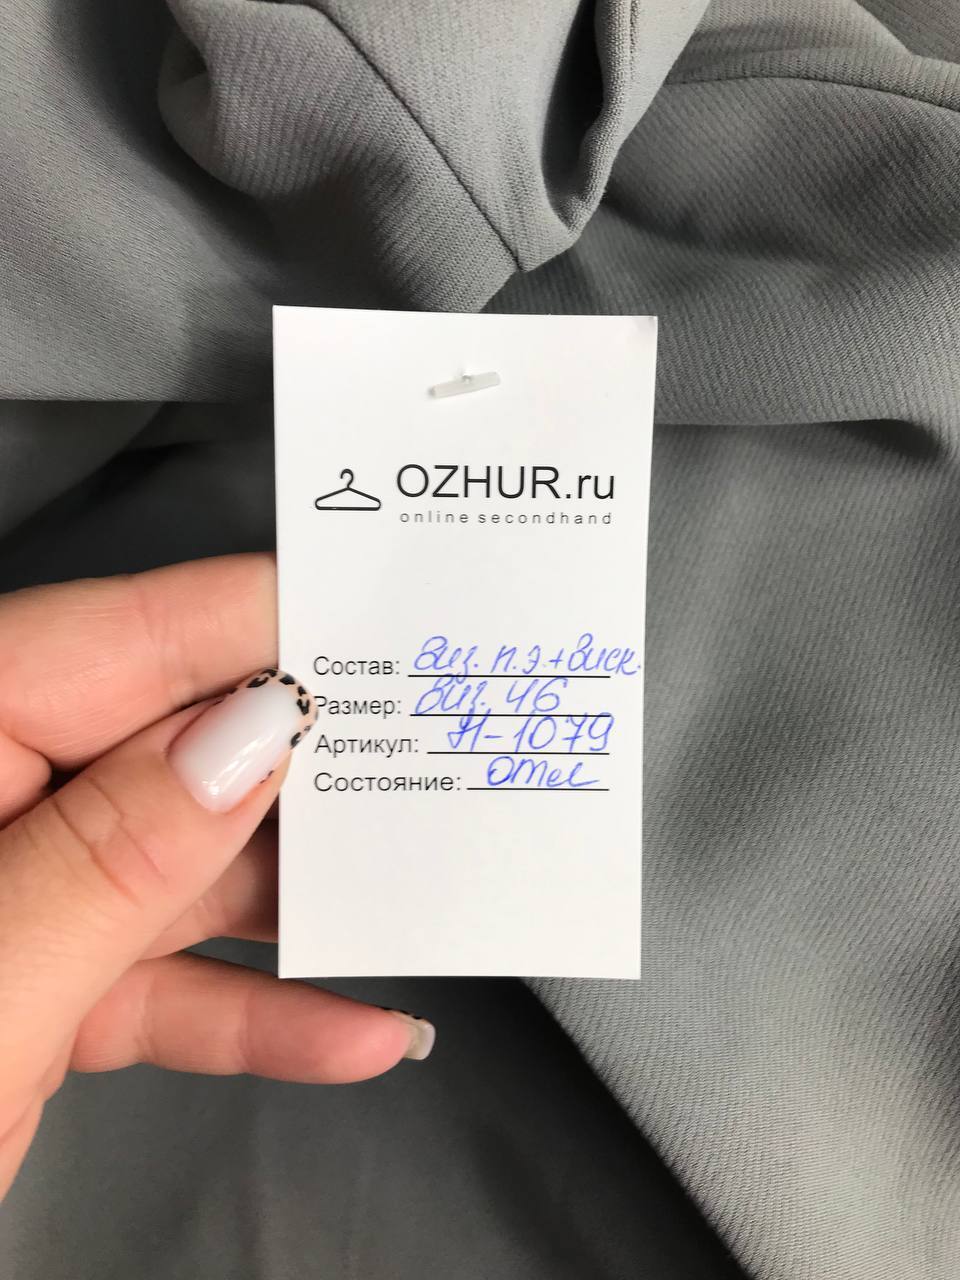 OZHUR.ru
online secondhand
Состав: виз. п.э.+виск.
Размер: виз. 46
Артикул: Н-1079
Состояние: отл